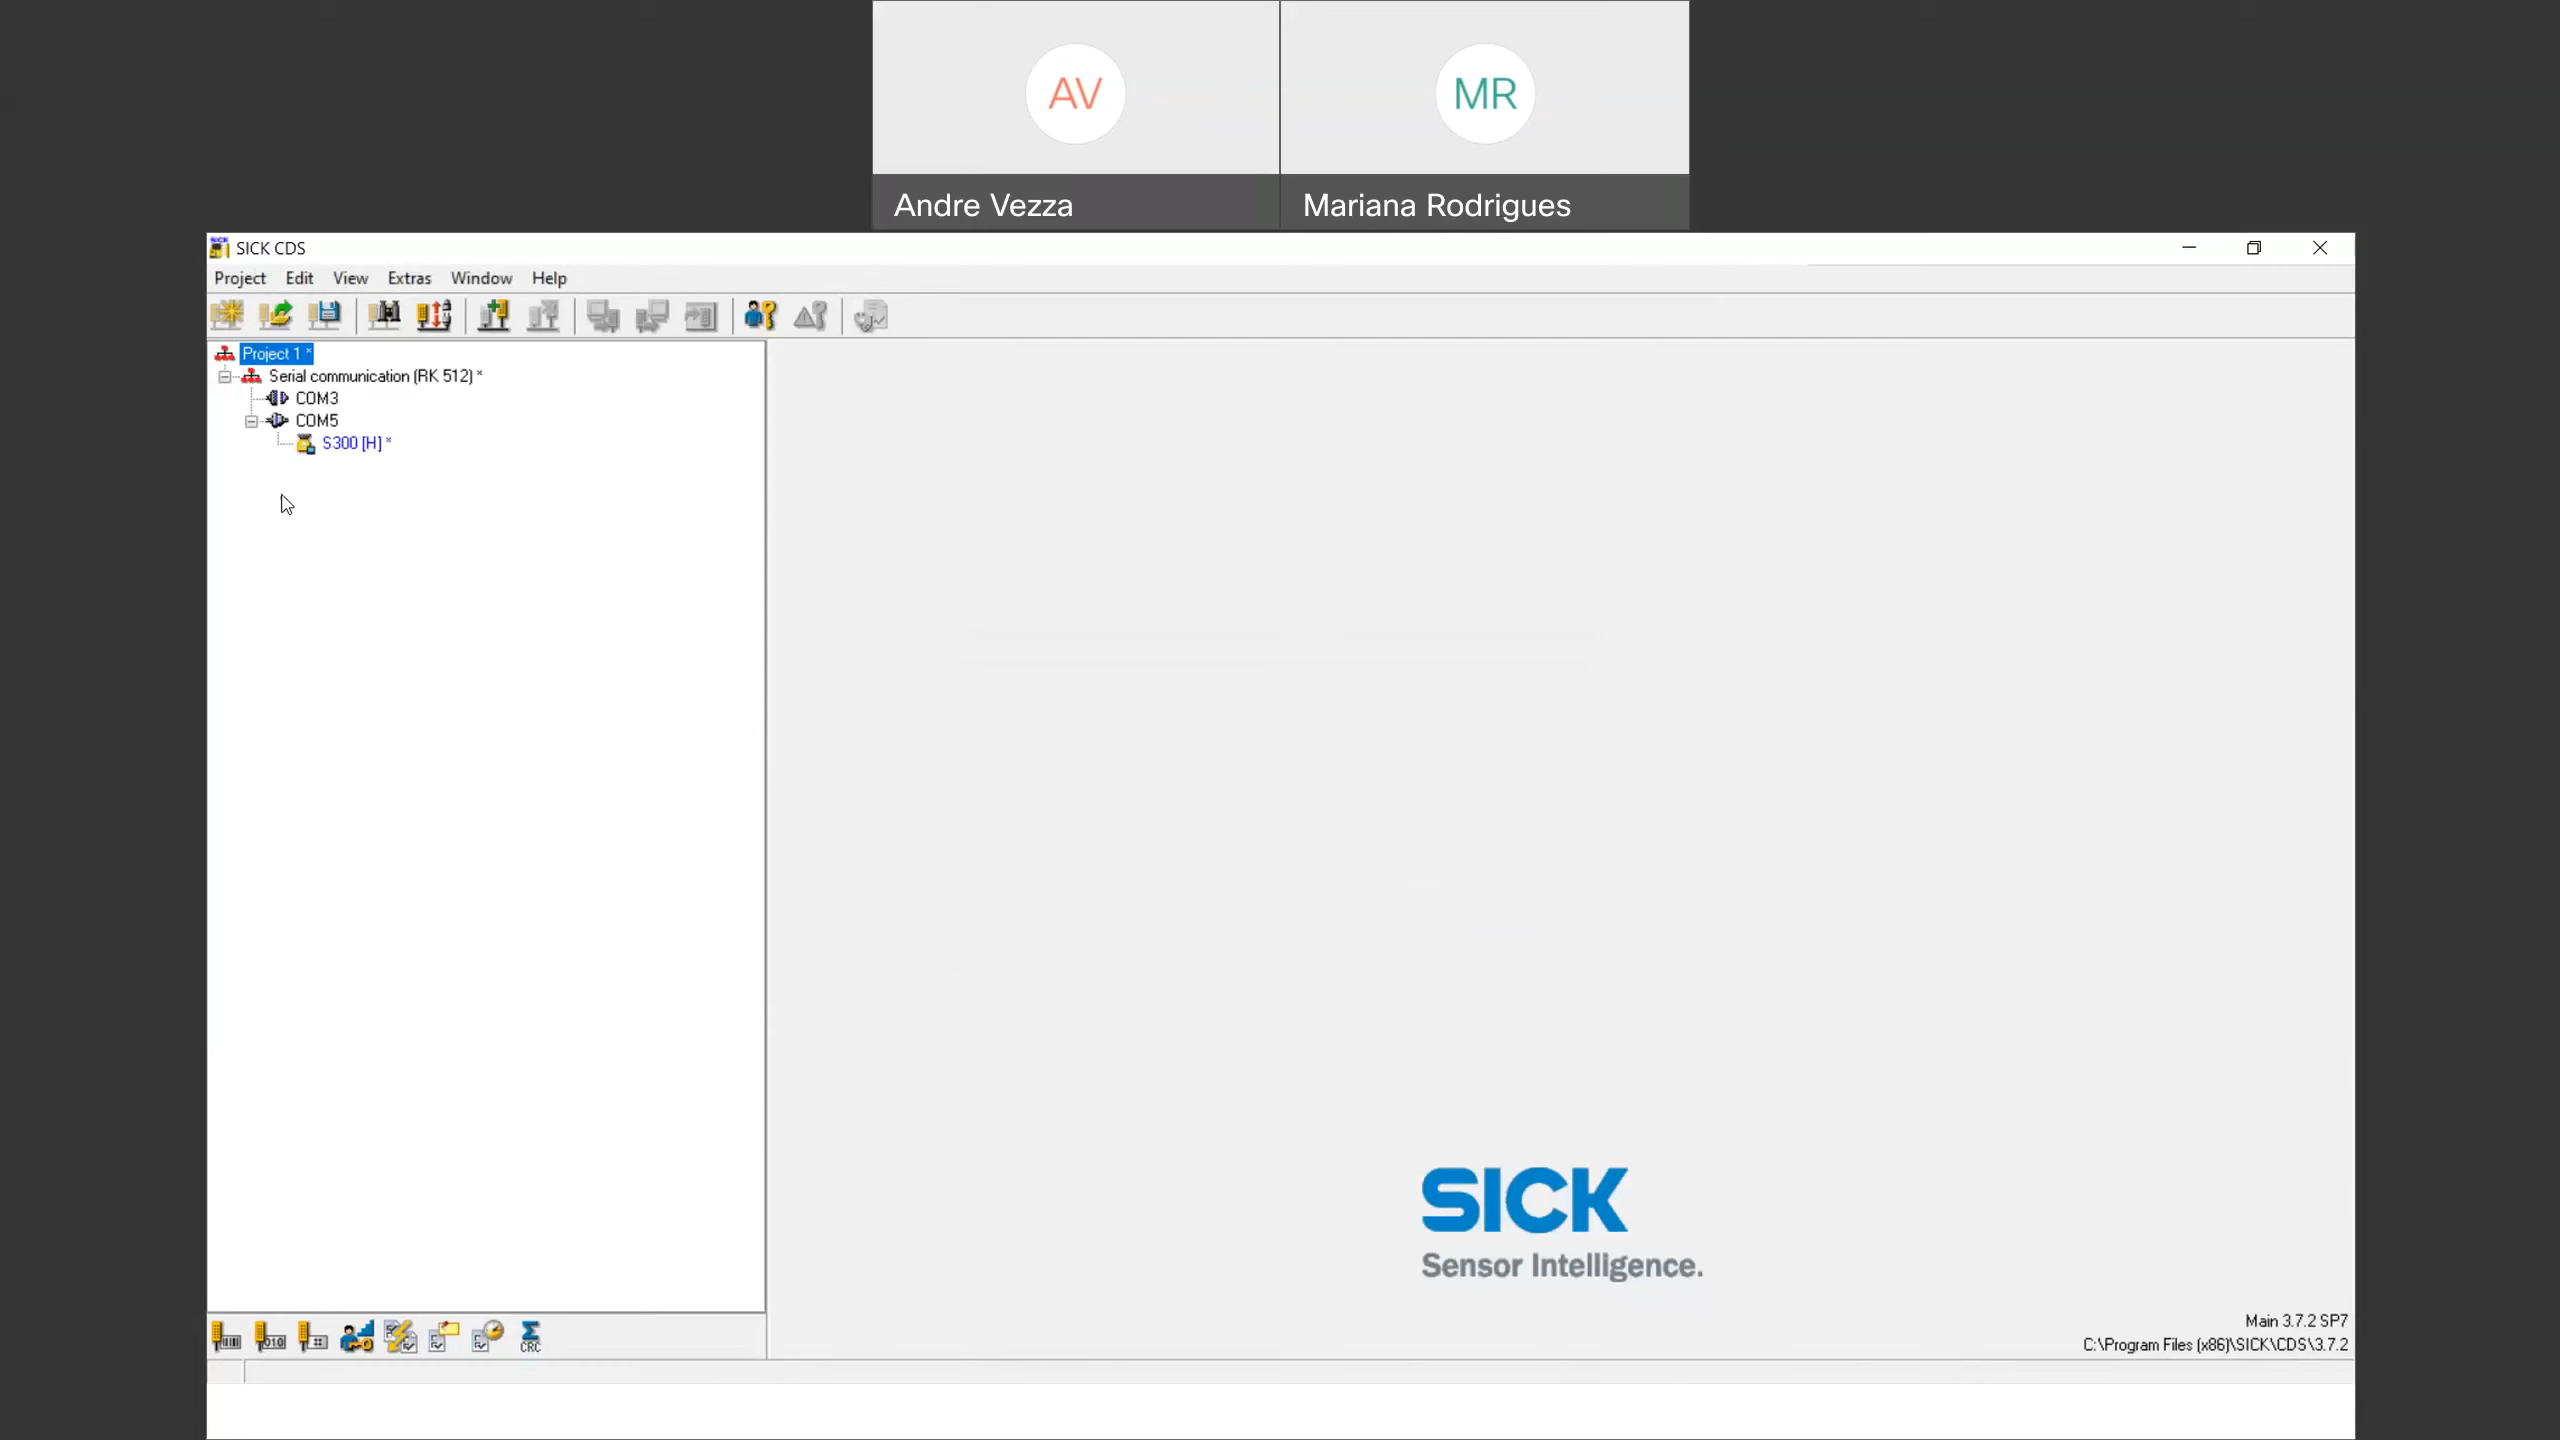 AV
MR
Andre Vezza
Mariana Rodrigues
SICK CDS
Project Edit View Extras Window Help
Project 1 *
Serial communication (RK 512) *
COM3
COM5
S300 [H] *
SICK
Sensor Intelligence.
Main 3.7.2 SP7
C:\Program Files (x86)\SICK\CDS\3.7.2
CRC